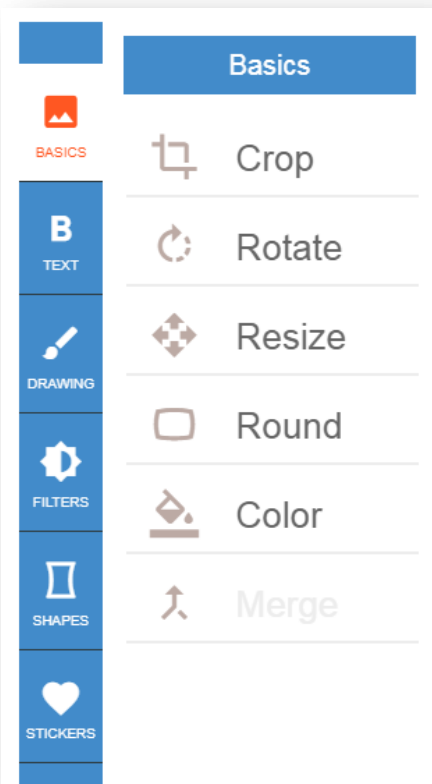 BASICS
TEXT
DRAWING
FILTERS
SHAPES
STICKERS
Basics
Crop
Rotate
Resize
Round
Color
Merge